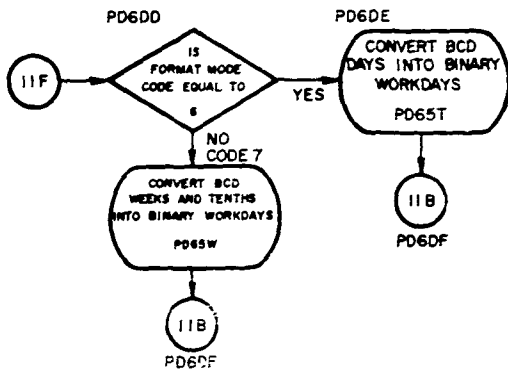 PD6DD
PD6DE
IS
FORMAT MODE
CODE EQUAL TO
6
11F
YES
CONVERT BCD
DAYS INTO BINARY
WORKDAYS
PD65T
NO
CODE 7
CONVERT BCD
WEEKS AND TENTHS
INTO BINARY WORKDAYS
PD65W
11B
PD6DF
11B
PD6DF